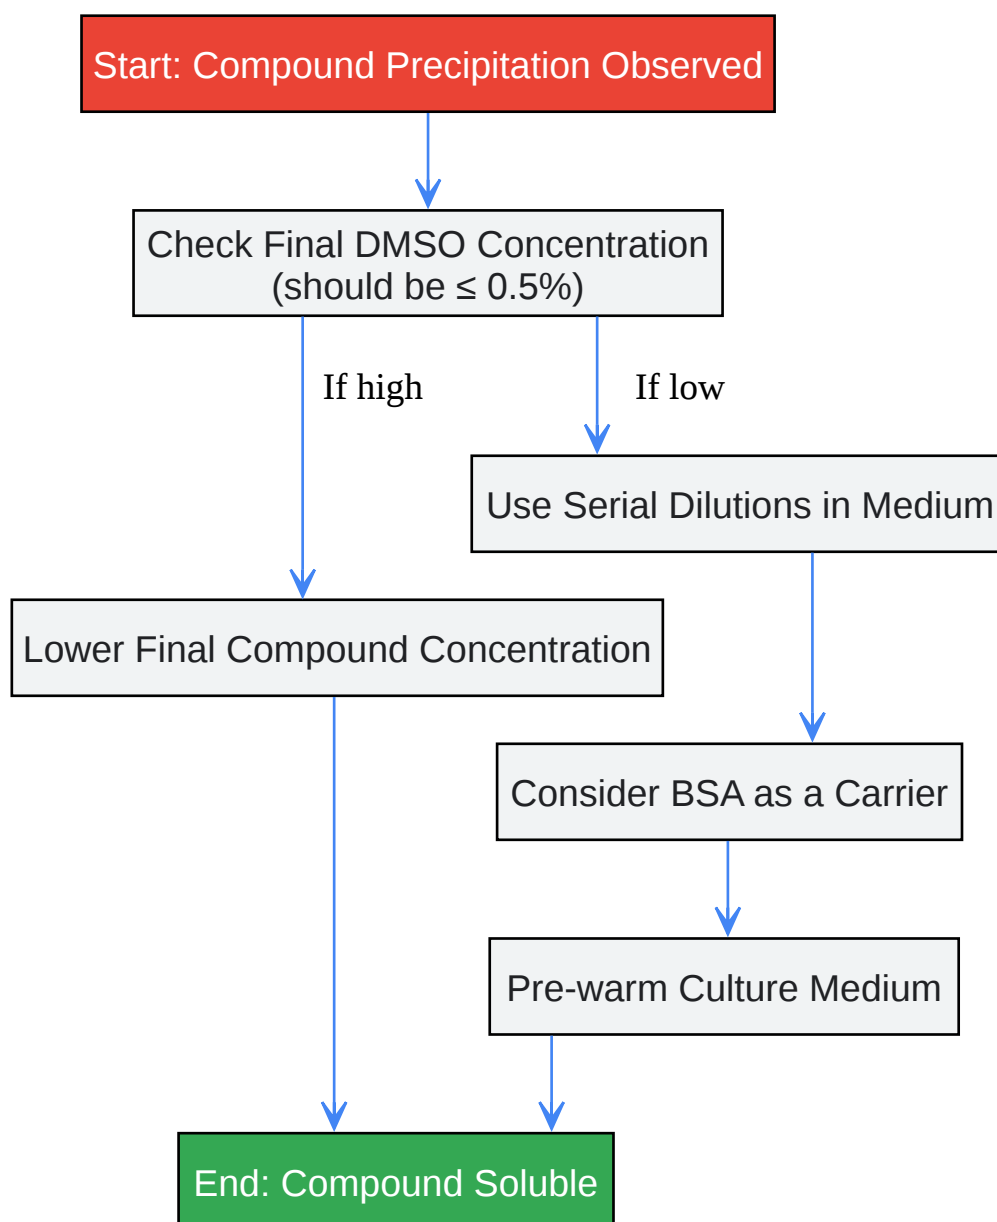 Start: Compound Precipitation Observed
Check Final DMSO Concentration
(should be ≤ 0.5%)
If high
If low
Use Serial Dilutions in Medium
Lower Final Compound Concentration
Consider BSA as a Carrier
Pre-warm Culture Medium
End: Compound Soluble